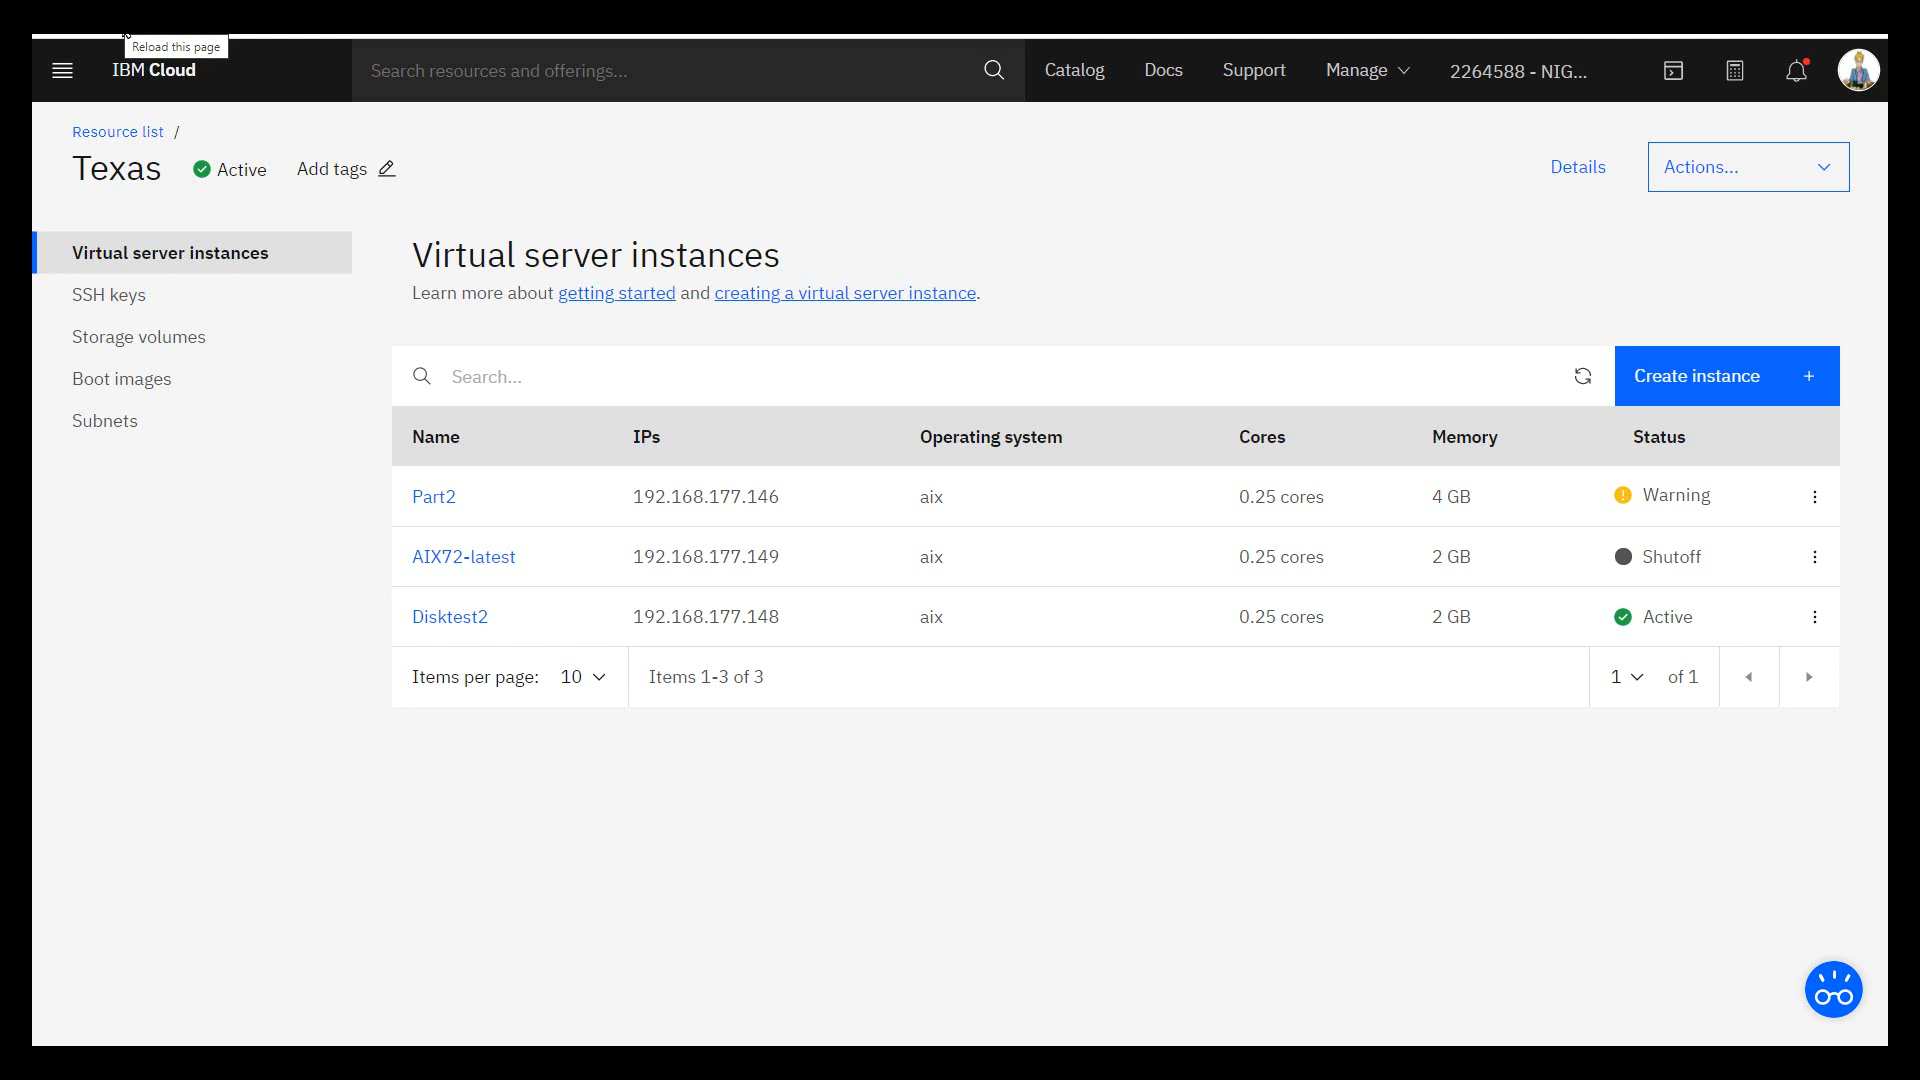 Reload this page
IBM Cloud
Search resources and offerings...
Catalog
Docs
Support
Manage
2264588 - NIG...
Resource list /
Texas
Active
Add tags
Details
Actions...
Virtual server instances
SSH keys
Storage volumes
Boot images
Subnets
Virtual server instances
Learn more about getting started and creating a virtual server instance.
Search...
Create instance +
Name IPs Operating system Cores Memory Status
Part2 192.168.177.146 aix 0.25 cores 4 GB Warning
AIX72-latest 192.168.177.149 aix 0.25 cores 2 GB Shutoff
Disktest2 192.168.177.148 aix 0.25 cores 2 GB Active
Items per page: 10 Items 1-3 of 3 1 of 1